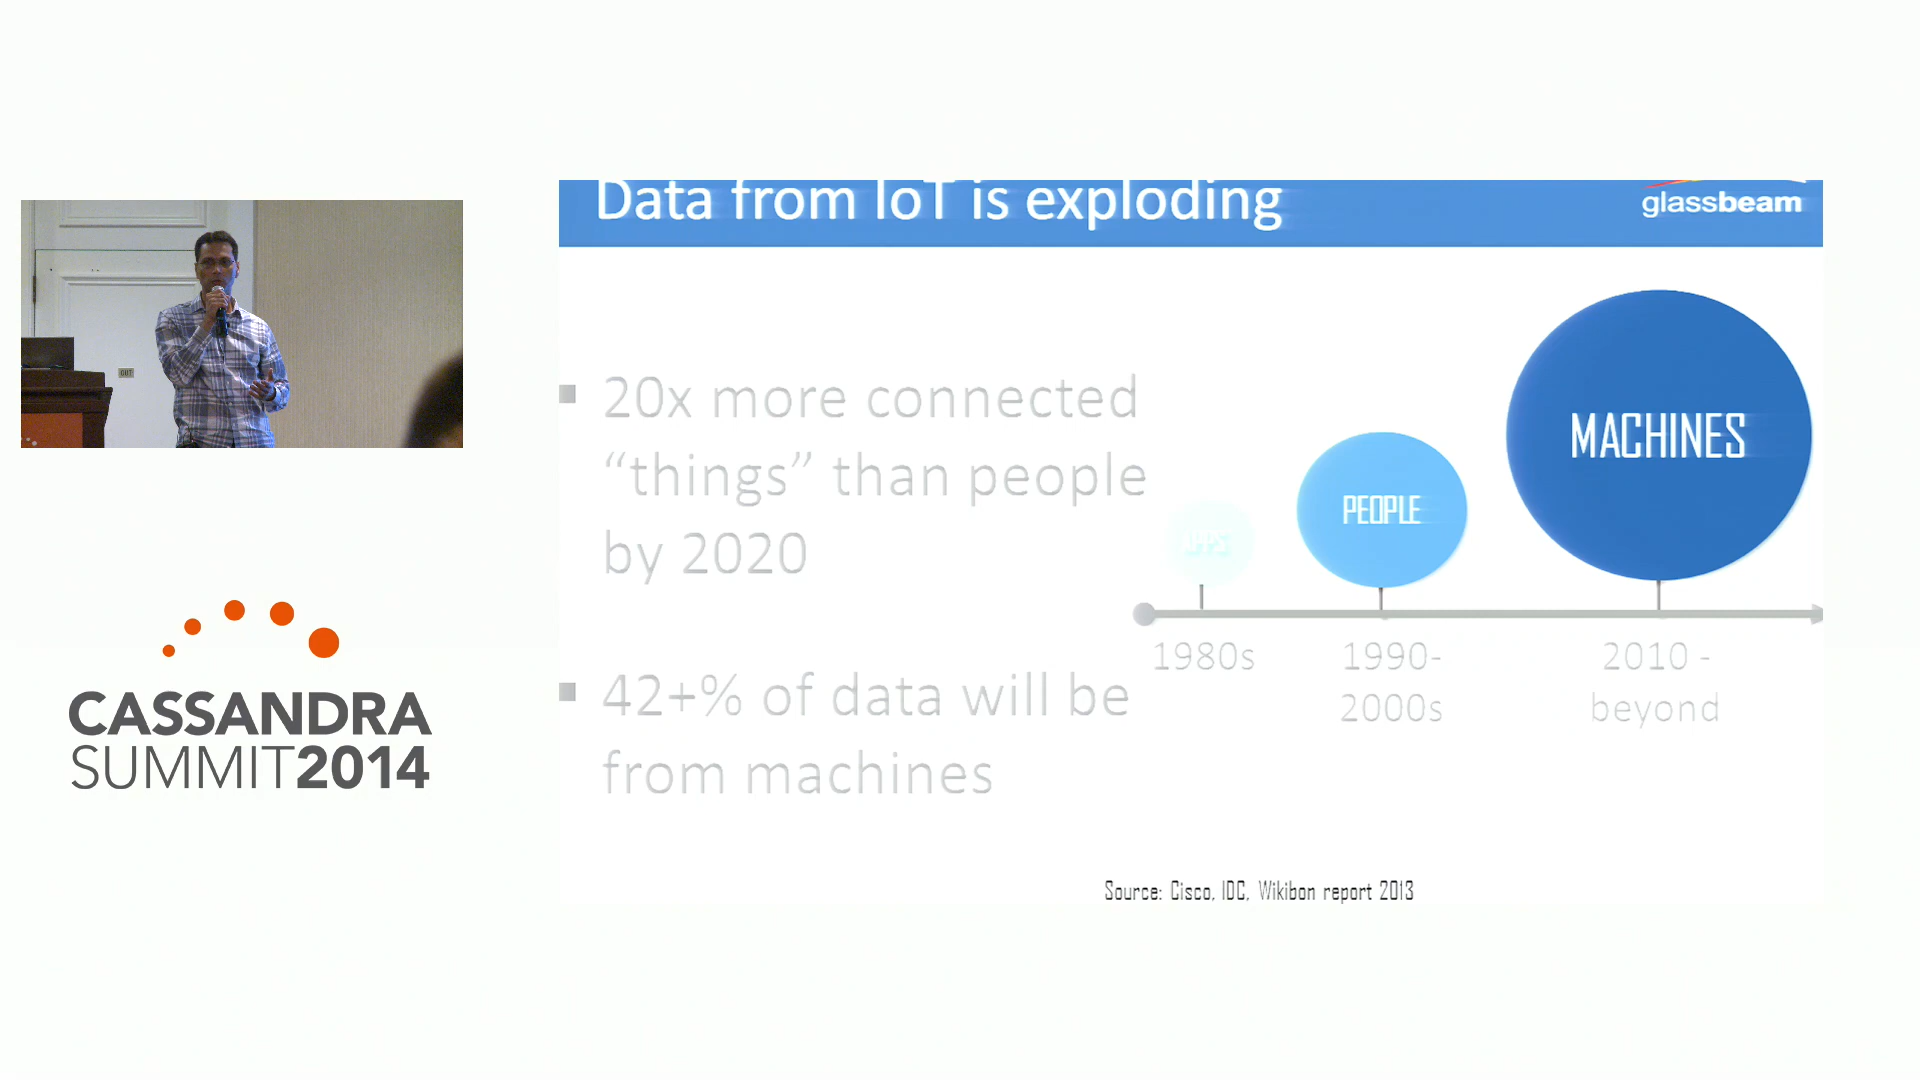 Data from IoT is exploding
glassbeam
20x more connected
“things” than people
by 2020
42+% of data will be
from machines
APPS
PEOPLE
MACHINES
1980s
1990-
2000s
2010 -
beyond
Source: Cisco, IDC, Wikibon report 2013
CASSANDRA
SUMMIT2014